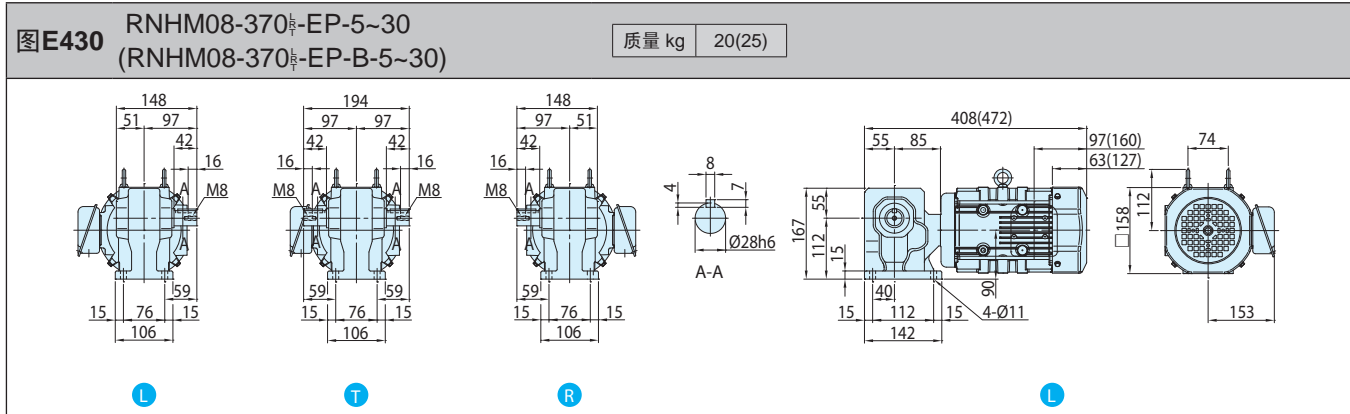 图E430
RNHM08-370L/R/T-EP-5~30
(RNHM08-370L/R/T-EP-B-5~30)
质量 kg 20(25)
148
51 97
42
16
A
M8
A
59
15 76 15
106
L
194
97 97
42 42
16 16
M8 A A M8
A A
59 59
15 76 15
106
T
148
97 51
42
16
A
M8
A
59
15 76 15
106
R
8
4 7
Ø28h6
A-A
408(472)
55 85 97(160)
63(127)
167
55
112
15
90
40
15 112 15
4-Ø11
142
L
74
112
□158
153